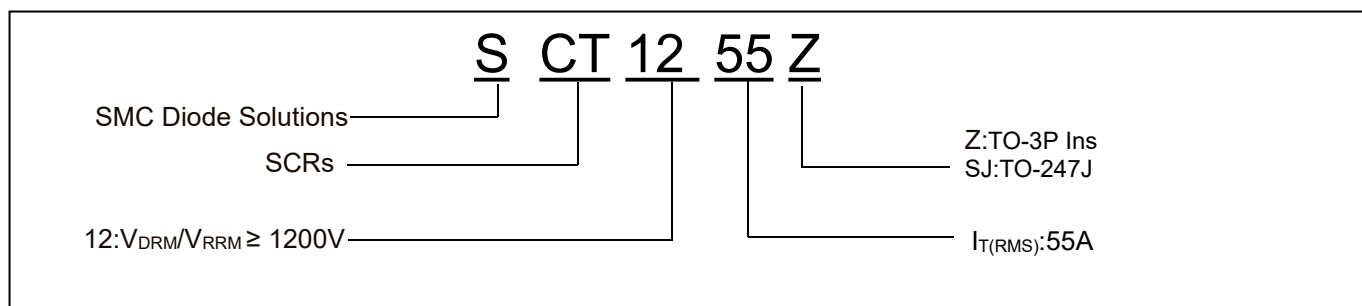 S CT 12 55 Z
SMC Diode Solutions
Z:TO-3P Ins
SCRs
SJ:TO-247J
12:VDRM/VRRM ≥ 1200V
IT(RMS):55A